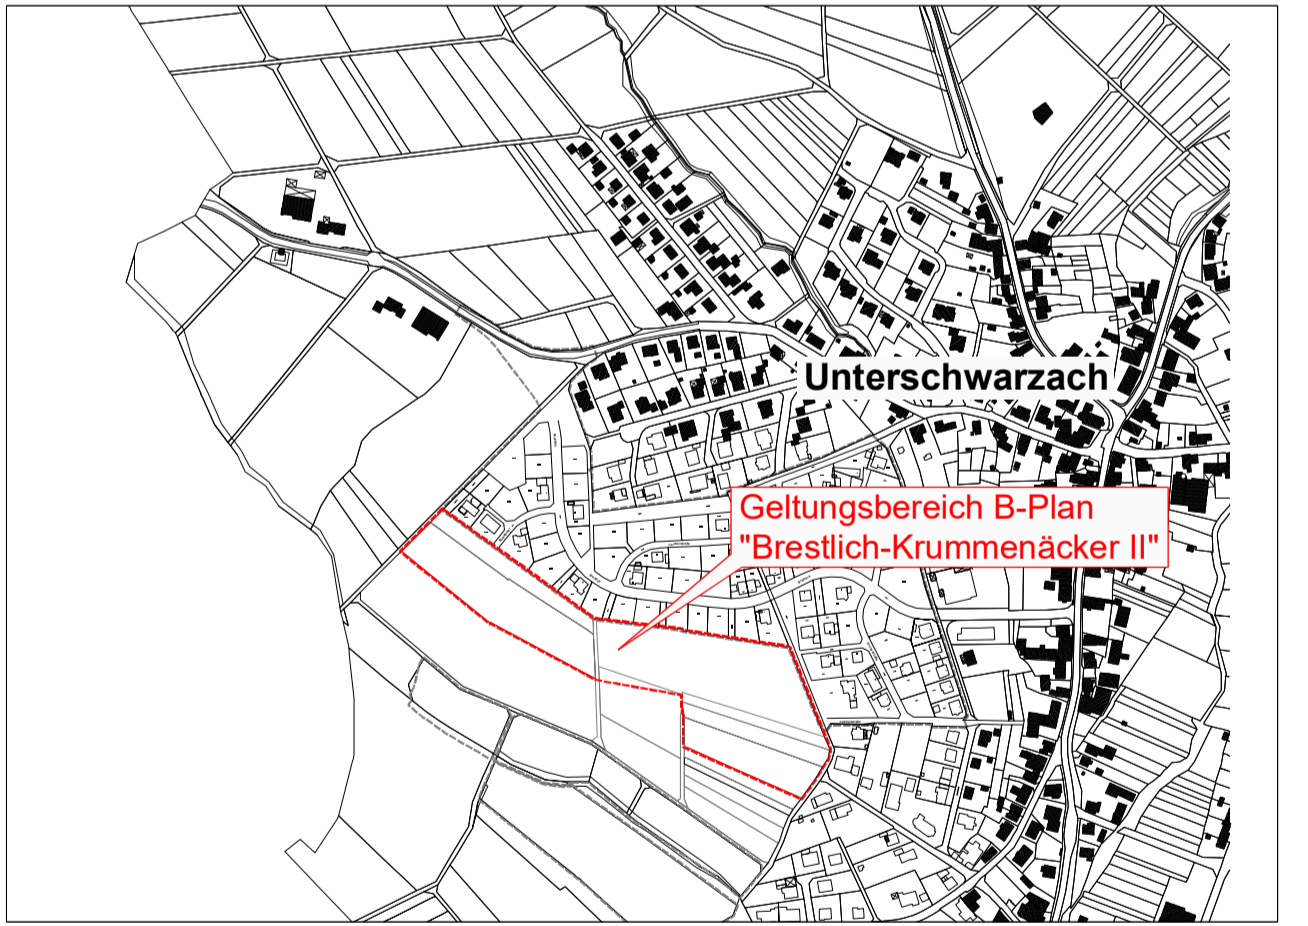 Unterschwarzach
Geltungsbereich B-Plan
"Brestlich-Krummenäcker II"